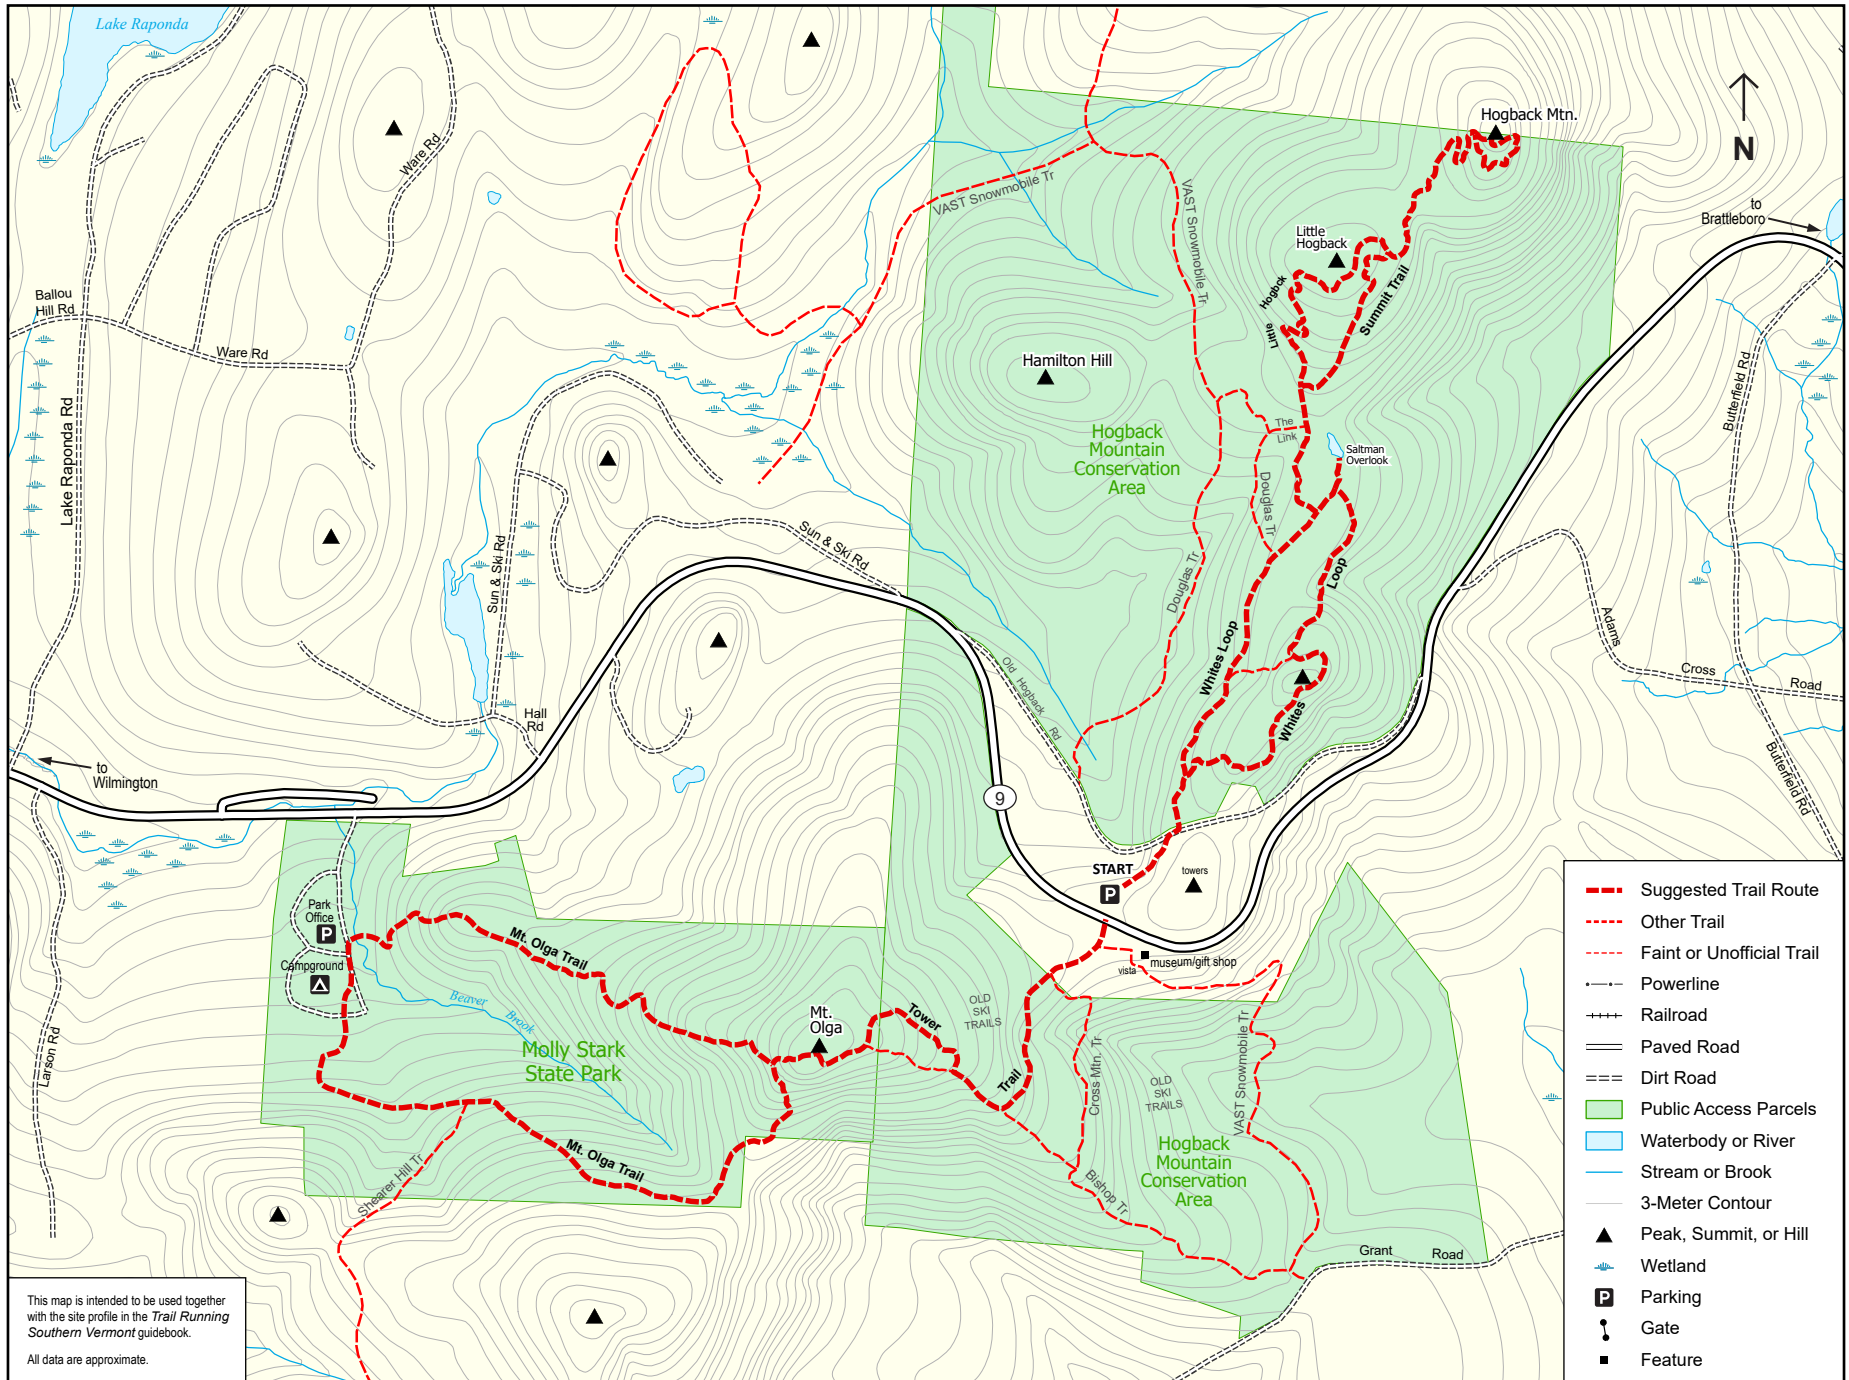 Lake Raponda
Hogback Mtn.
N
to
Brattleboro
Ware Rd
VAST Snowmobile Tr
VAST Snowmobile Tr
Little
Hogback
Hogbck
Little
Summit Trail
Ballou
Hill Rd
Ware Rd
Lake Raponda Rd
Hamilton Hill
Butterfield Rd
Hogback
Mountain
Conservation
Area
The
Link
Saltman
Overlook
Douglas Tr
Sun & Ski Rd
Sun & Ski Rd
Douglas Tr
Loop
Whites Loop
Whites
Adams
Cross
Road
Old
Hogback
Rd
Hall
Rd
to
Wilmington
9
Butterfield Rd
START
P
towers
Park
Office
P
Campground
Mt. Olga Trail
museum/gift shop
vista
Beaver
Brook
Mt.
Olga
Tower
OLD
SKI
TRAILS
Molly Stark
State Park
Larson Rd
Trail
Cross Mtn. Tr
OLD
SKI
TRAILS
VAST Snowmobile Tr
Mt. Olga Trail
Shearer Hill Tr
Bishop Tr
Hogback
Mountain
Conservation
Area
Grant
Road
Suggested Trail Route
Other Trail
Faint or Unofficial Trail
Powerline
Railroad
Paved Road
Dirt Road
Public Access Parcels
Waterbody or River
Stream or Brook
3-Meter Contour
Peak, Summit, or Hill
Wetland
P Parking
Gate
Feature
This map is intended to be used together
with the site profile in the Trail Running
Southern Vermont guidebook.
All data are approximate.